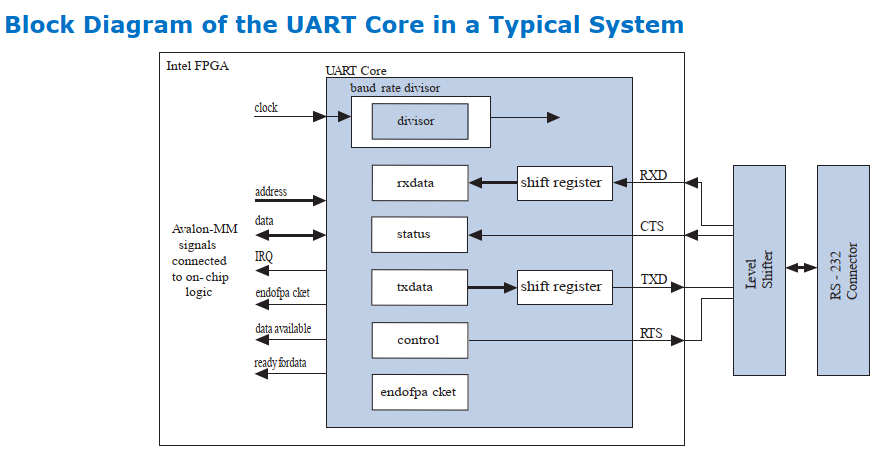 Block Diagram of the UART Core in a Typical System
Intel FPGA
UART Core
baud rate divisor
clock
divisor
rxdata
shift register
RXD
address
data
Avalon-MM
signals
connected
to on- chip
logic
status
CTS
IRQ
txdata
shift register
TXD
endofpa cket
data available
control
RTS
ready fordata
endofpa cket
Level
Shifter
RS - 232
Connector